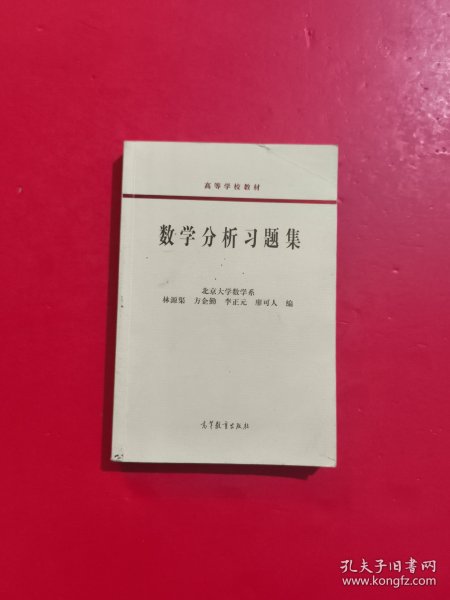 高等学校教材
数学分析习题集
北京大学数学系
林源渠 方企勤 李正元 廖可人 编
高等教育出版社
孔夫子旧书网
www.kongfz.com